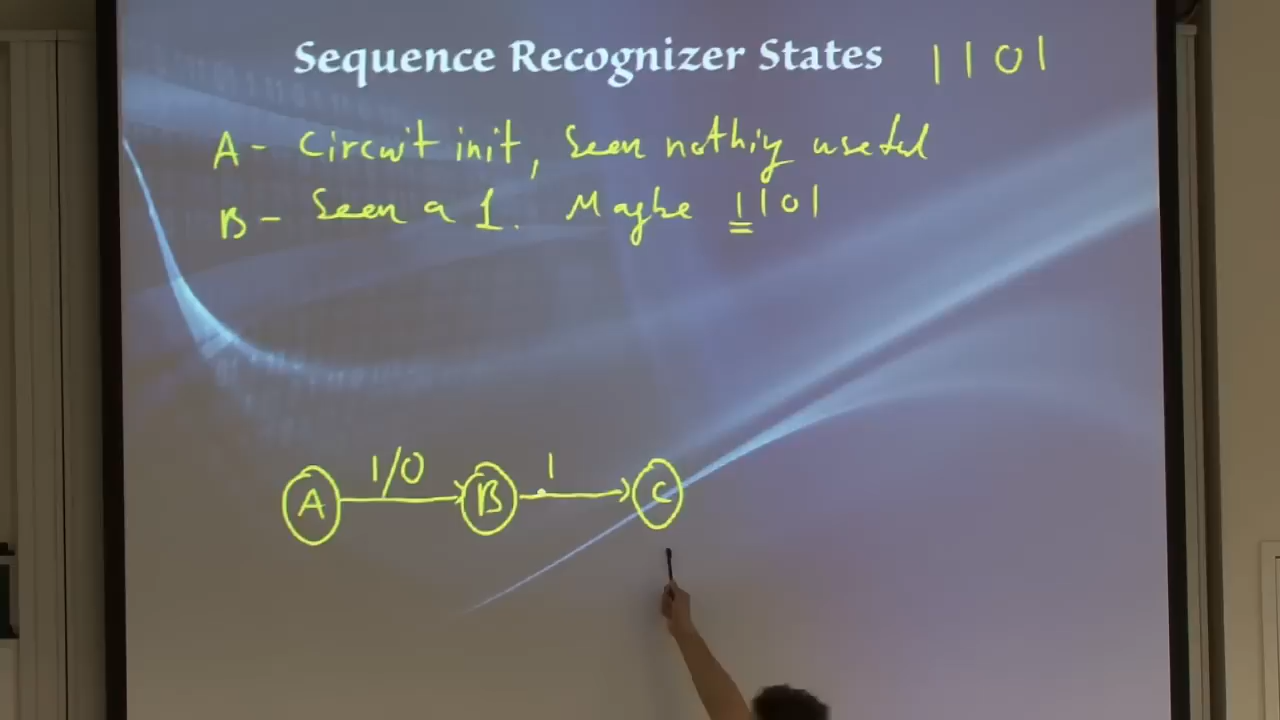 Sequence Recognizer States 1101
A - Circuit init, Seen nothing useful
B - Seen a 1. Maybe 1101
1/0 1
A B C